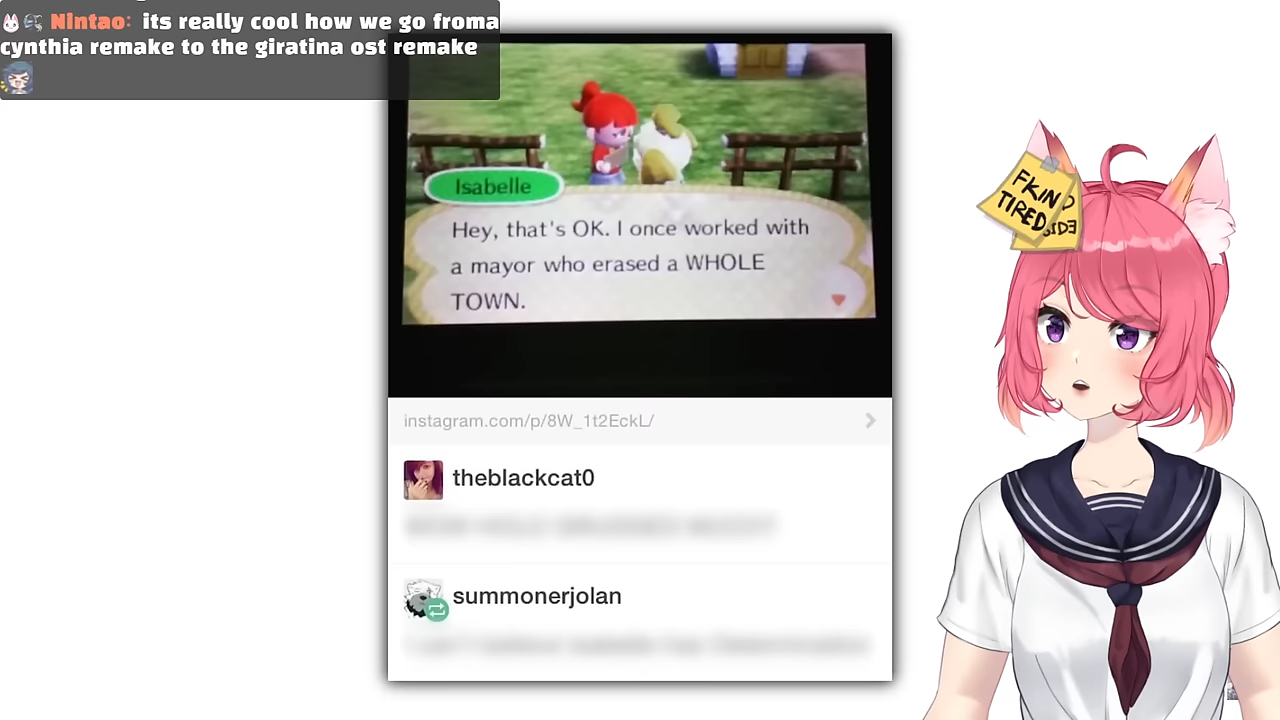 Nintao: its really cool how we go froma
cynthia remake to the giratina ost remake
FKIN
TIRED
Isabelle
Hey, that's OK. I once worked with
a mayor who erased a WHOLE
TOWN.
instagram.com/p/8W_1t2EckL/
theblackcat0
summonerjolan